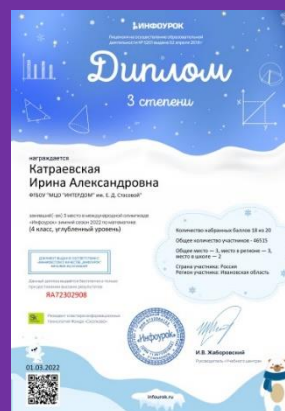 ИНФОУРОК
Диплом
3 степени
награждается
Катраевская
Ирина Александровна
ФГБОУ "МЦО "ИНТЕРДОМ" им. Е. Д. Стасовой"
занявший(-ая) 3 место в международной олимпиаде
«Инфоурок» зимний сезон 2022 по математике
(4 класс, углубленный уровень)
Количество набранных баллов 18 из 20
Общее количество участников - 46515
Общее место — 3, место в регионе — 3,
место в школе — 2
Страна участника: Россия
Регион участника: Ивановская область
RA72302908
«Инфоурок»
И.В. Жаборовский
01.03.2022
infourok.ru